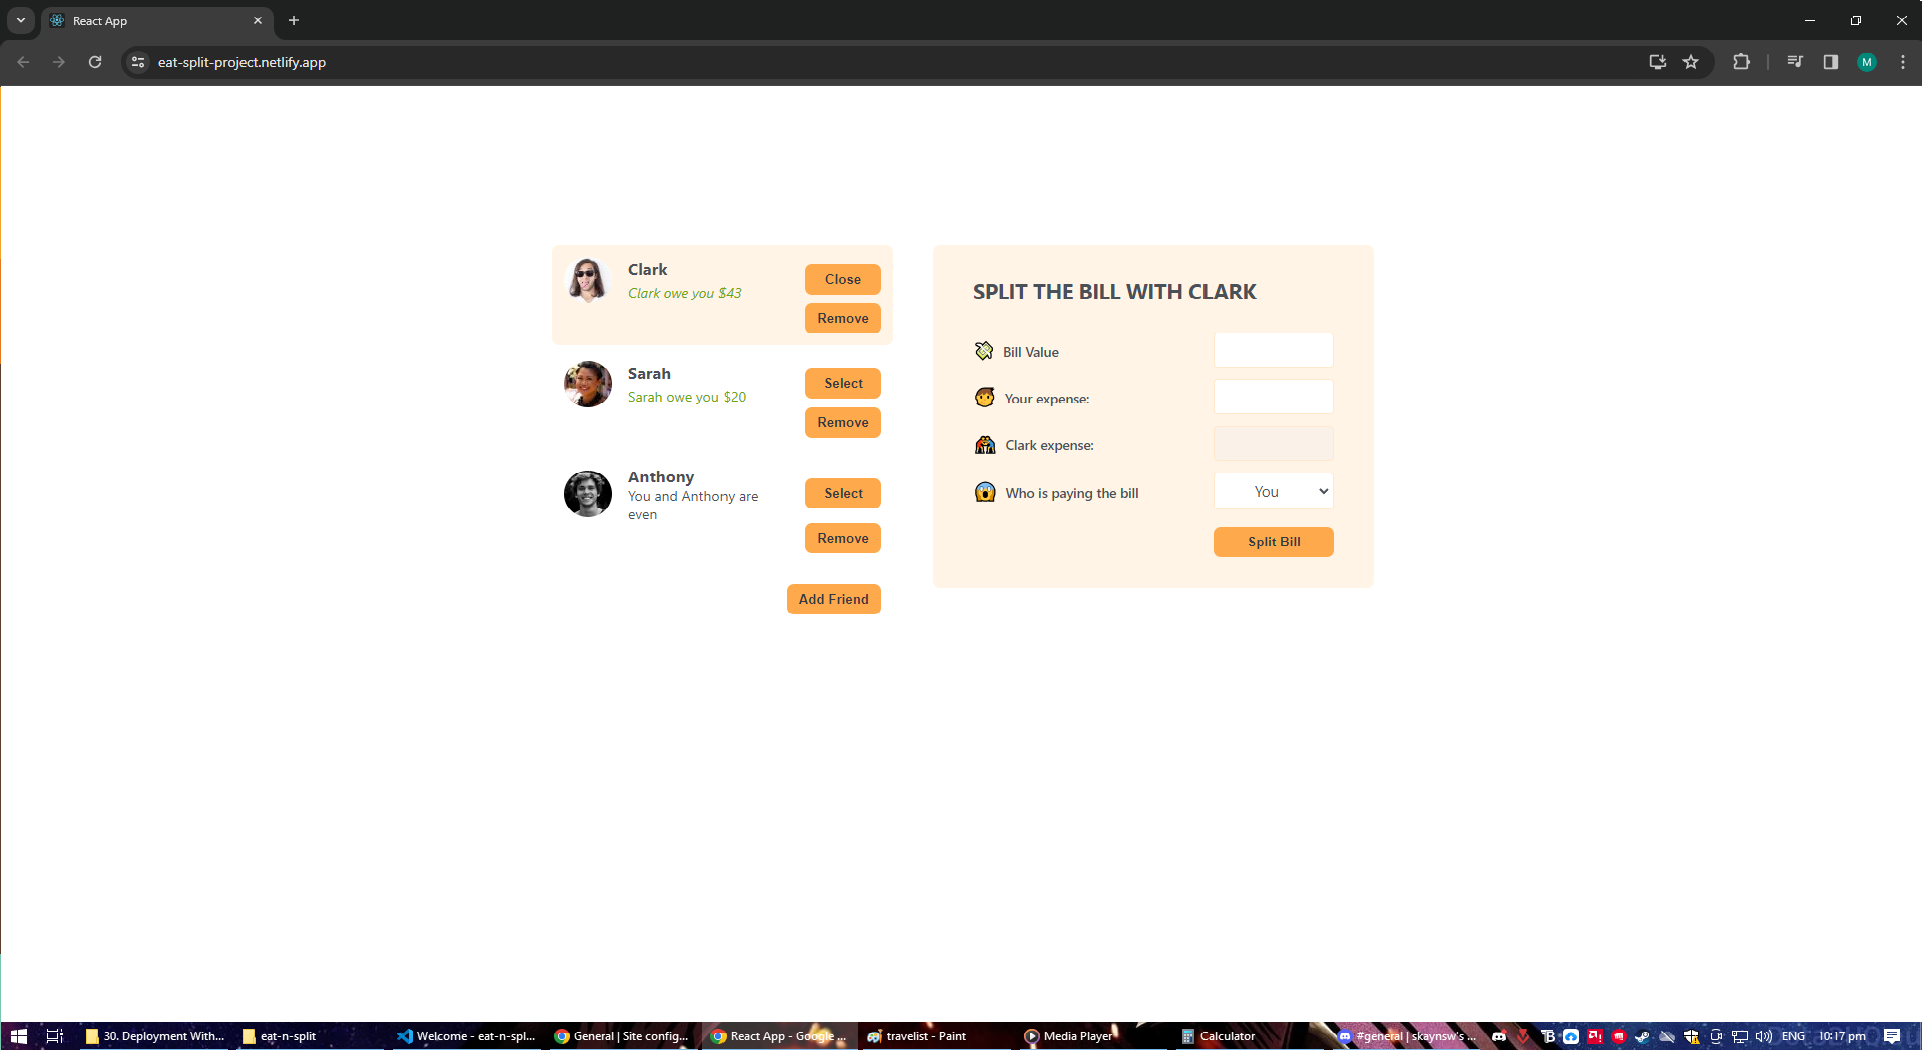 React App
eat-split-project.netlify.app
M
Clark
Clark owe you $43
Close
Remove
Sarah
Sarah owe you $20
Select
Remove
Anthony
You and Anthony are
even
Select
Remove
Add Friend
SPLIT THE BILL WITH CLARK
Bill Value
Your expense:
Clark expense:
Who is paying the bill
You
Split Bill
30. Deployment With...
eat-n-split
Welcome - eat-n-spl...
General | Site config...
React App - Google ...
travelist - Paint
Media Player
Calculator
#general | skaynsw's ...
ENG
10:17 pm